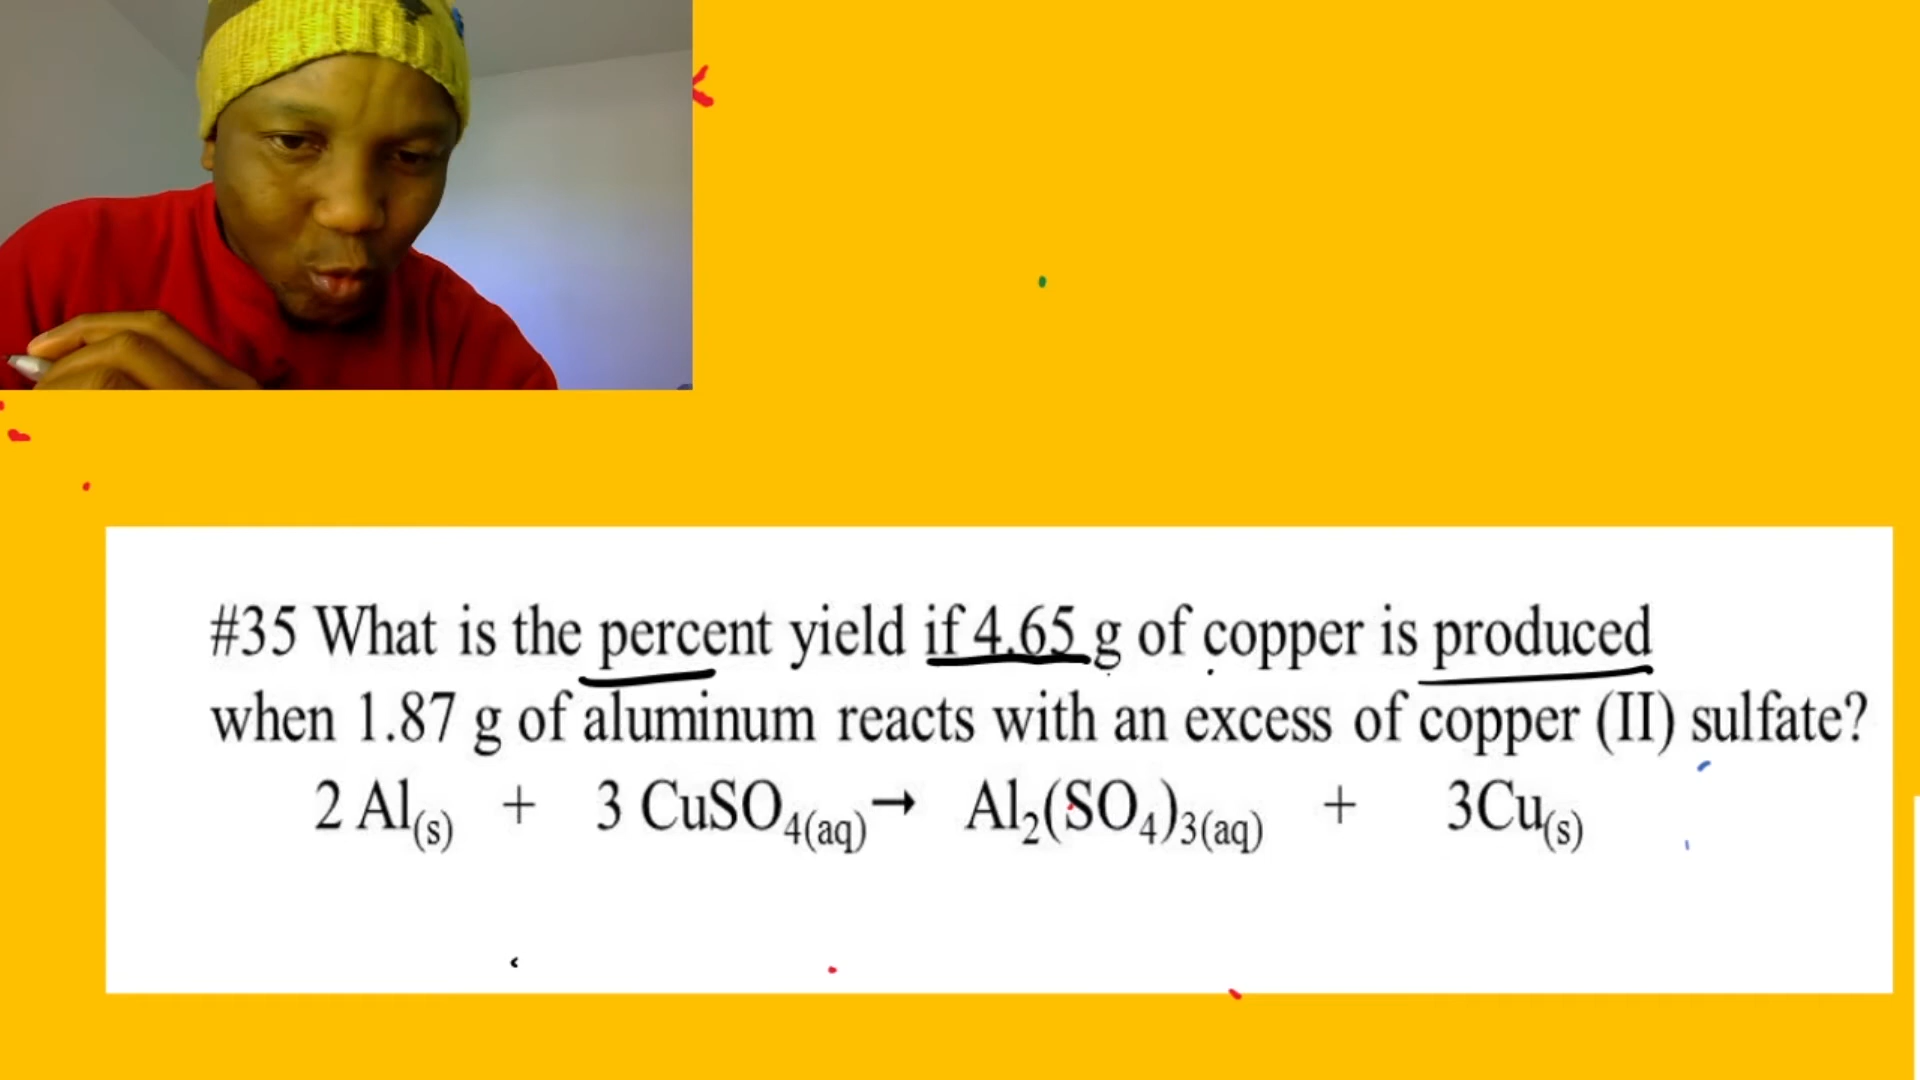 #35 What is the percent yield if 4.65 g of copper is produced
when 1.87 g of aluminum reacts with an excess of copper (II) sulfate?
2 Al(s) + 3 CuSO4(aq) → Al2(SO4)3(aq) + 3Cu(s)